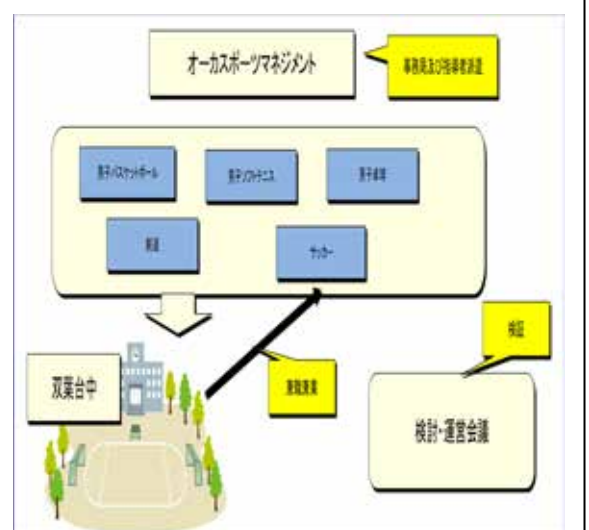 オーカスポーツマネジメント
事務局及び指導者派遣
男子バスケットボール
男子ソフトテニス
男子卓球
剣道
サッカー
双葉台中
兼職兼業
検証
検討・運営会議